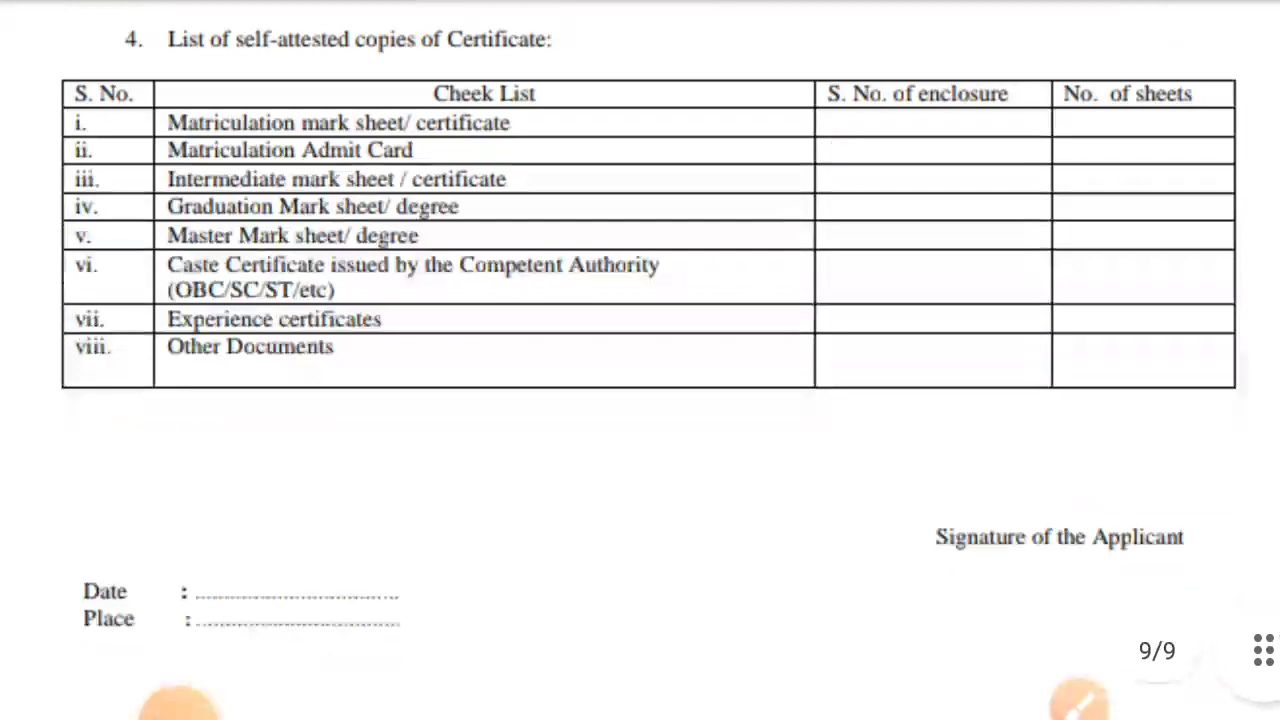 4. List of self-attested copies of Certificate:
S. No. Cheek List S. No. of enclosure No. of sheets
i. Matriculation mark sheet/ certificate
ii. Matriculation Admit Card
iii. Intermediate mark sheet / certificate
iv. Graduation Mark sheet/ degree
v. Master Mark sheet/ degree
vi. Caste Certificate issued by the Competent Authority
(OBC/SC/ST/etc)
vii. Experience certificates
viii. Other Documents
Signature of the Applicant
Date : ........................................
Place : ........................................
9/9